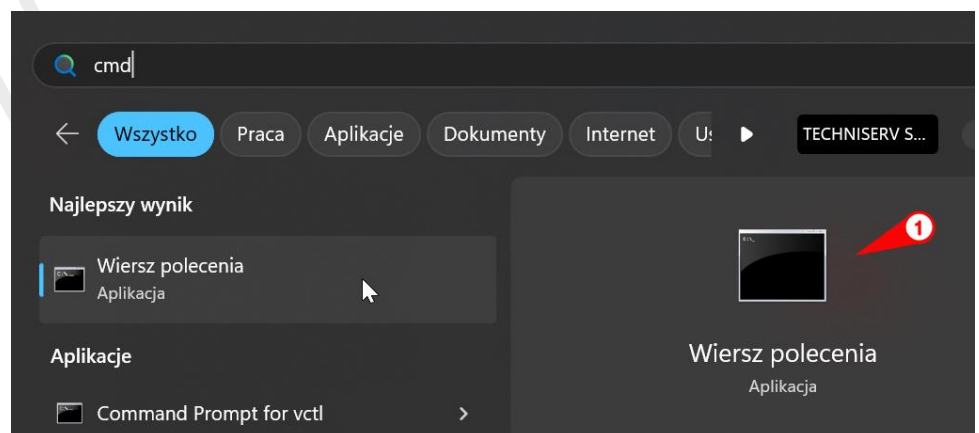 cmd
Wszystko Praca Aplikacje Dokumenty Internet TECHNISERV S...
Najlepszy wynik
1
Wiersz polecenia
Aplikacja
Wiersz polecenia
Aplikacja
Aplikacje
Command Prompt for vctl